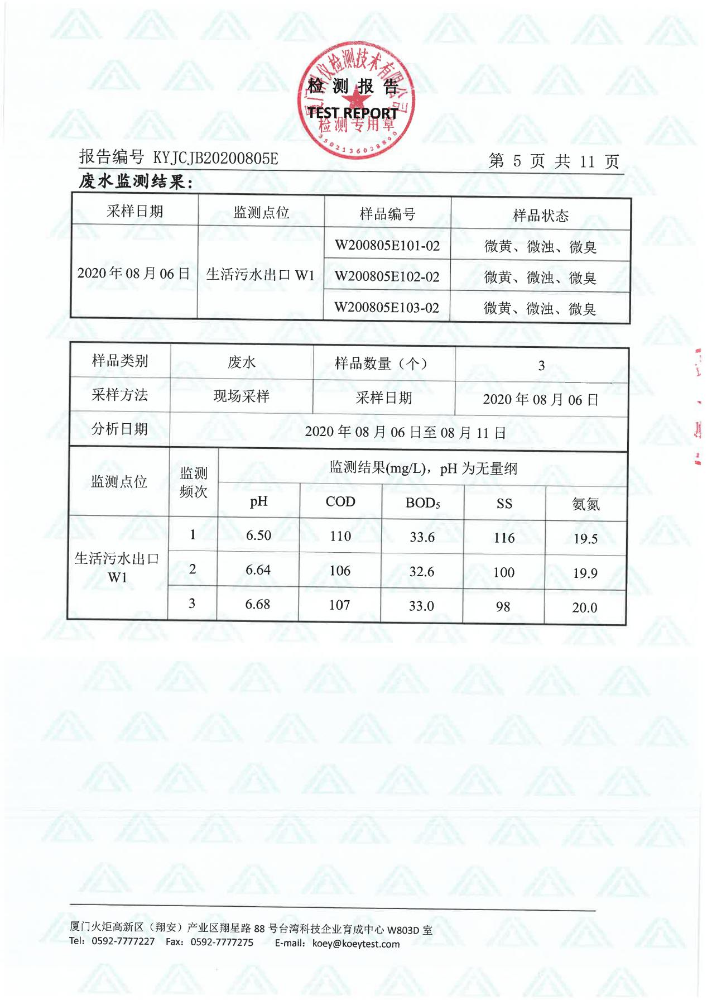 厦门科仪检测技术有限公司
检测报告
TEST REPORT
检测专用章
3502136028890
报告编号 KYJCJB20200805E
第 5 页 共 11 页
废水监测结果：
采样日期 监测点位 样品编号 样品状态
2020 年 08 月 06 日 生活污水出口 W1
W200805E101-02 微黄、微浊、微臭
W200805E102-02 微黄、微浊、微臭
W200805E103-02 微黄、微浊、微臭
样品类别 废水 样品数量（个） 3
采样方法 现场采样 采样日期 2020 年 08 月 06 日
分析日期 2020 年 08 月 06 日至 08 月 11 日
监测点位 监测频次 监测结果(mg/L)，pH 为无量纲
pH COD BOD₅ SS 氨氮
生活污水出口 W1
1 6.50 110 33.6 116 19.5
2 6.64 106 32.6 100 19.9
3 6.68 107 33.0 98 20.0
厦门火炬高新区（翔安）产业区翔星路 88 号台湾科技企业育成中心 W803D 室
Tel：0592-7777227 Fax：0592-7777275 E-mail：koey@koeytest.com